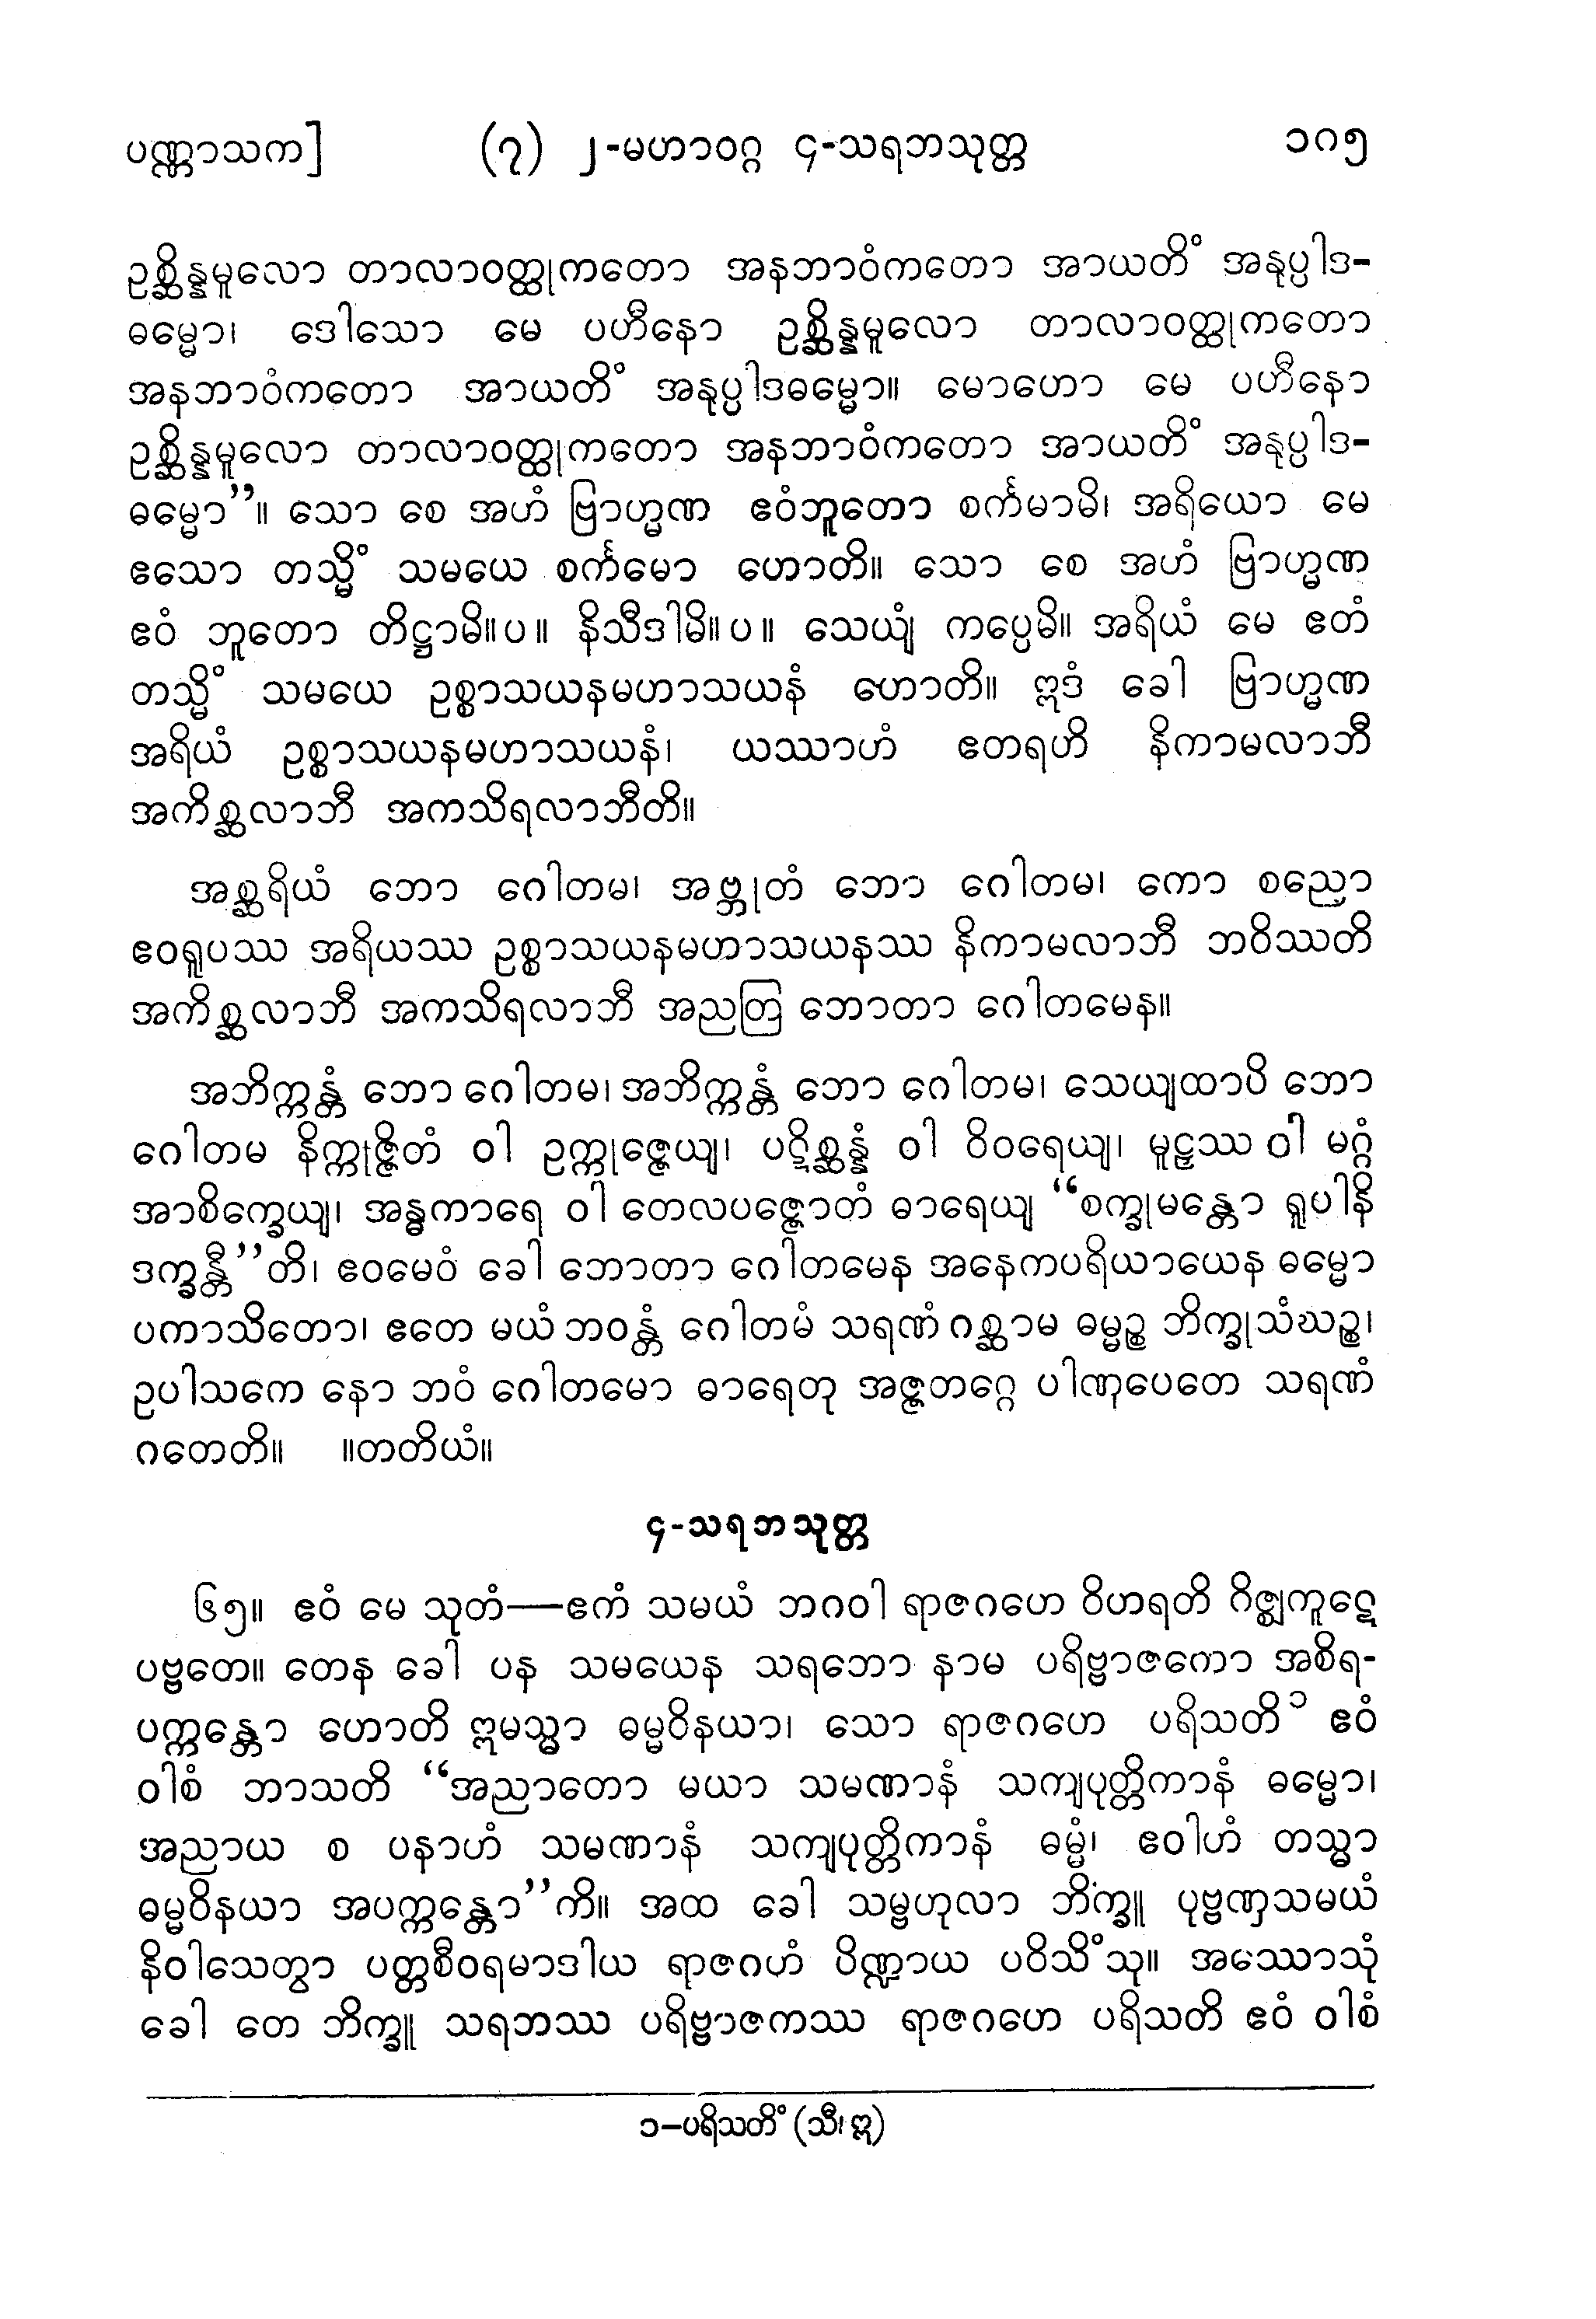 ပဏ္ဏာသက] (၇) ၂-မဟာဝဂ္ဂ ၄-သရဘသုတ္တ ၁ဂ၅
ဥစ္ဆိန္နမူလော တာလာဝတ္ထုကတော အနဘာဝံကတော အာယတိံ အနုပ္ပါဒ-
ဓမ္မော၊ ဒေါသော မေ ပဟီနော ဥစ္ဆိန္နမူလော တာလာဝတ္ထုကတော
အနဘာဝံကတော အာယတိံ အနုပ္ပါဒဓမ္မော။ မောဟော မေ ပဟီနော
ဥစ္ဆိန္နမူလော တာလာဝတ္ထုကတော အနဘာဝံကတော အာယတိံ အနုပ္ပါဒ-
ဓမ္မော”။ သော စေ အဟံ ဗြာဟ္မဏ ဧဝံဘူတော စင်္ကမာမိ၊ အရိယော မေ
ဧသော တသ္မိံ သမယေ စင်္ကမော ဟောတိ။ သော စေ အဟံ ဗြာဟ္မဏ
ဧဝံ ဘူတော တိဋ္ဌာမိ။ပ။ နိသီဒါမိ။ပ။ သေယျံ ကပ္ပေမိ။ အရိယံ မေ ဧတံ
တသ္မိံ သမယေ ဥစ္စာသယနမဟာသယနံ ဟောတိ။ ဣဒံ ခေါ ဗြာဟ္မဏ
အရိယံ ဥစ္စာသယနမဟာသယနံ၊ ယဿာဟံ ဧတရဟိ နိကာမလာဘီ
အကိစ္ဆလာဘီ အကသိရလာဘီတိ။
အစ္ဆရိယံ ဘော ဂေါတမ၊ အဗ္ဘုတံ ဘော ဂေါတမ၊ ကော စညော
ဧဝရူပဿ အရိယဿ ဥစ္စာသယနမဟာသယနဿ နိကာမလာဘီ ဘဝိဿတိ
အကိစ္ဆလာဘီ အကသိရလာဘီ အညတြ ဘောတာ ဂေါတမေန။
အဘိက္ကန္တံ ဘော ဂေါတမ၊ အဘိက္ကန္တံ ဘော ဂေါတမ၊ သေယျထာပိ ဘော
ဂေါတမ နိက္ကုဇ္ဇိတံ ဝါ ဥက္ကုဇ္ဇေယျ၊ ပဋိစ္ဆန္နံ ဝါ ဝိဝရေယျ၊ မူဠှဿ ဝါ မဂ္ဂံ
အာစိက္ခေယျ၊ အန္ဓကာရေ ဝါ တေလပဇ္ဇောတံ ဓာရေယျ “စက္ခုမန္တော ရူပါနိ
ဒက္ခန္တီ”တိ၊ ဧဝမေဝံ ခေါ ဘောတာ ဂေါတမေန အနေကပရိယာယေန ဓမ္မော
ပကာသိတော၊ ဧတေ မယံ ဘဝန္တံ ဂေါတမံ သရဏံ ဂစ္ဆာမ ဓမ္မဉ္စ ဘိက္ခုသံဃဉ္စ၊
ဥပါသကေ နော ဘဝံ ဂေါတမော ဓာရေတု အဇ္ဇတဂ္ဂေ ပါဏုပေတေ သရဏံ
ဂတေတိ။ ။တတိယံ။
၄-သရဘသုတ္တ
၆၅။ ဧဝံ မေ သုတံ—ဧကံ သမယံ ဘဂဝါ ရာဇဂဟေ ဝိဟရတိ ဂိဇ္ဈကူဋေ
ပဗ္ဗတေ။ တေန ခေါ ပန သမယေန သရဘော နာမ ပရိဗ္ဗာဇကော အစိရ-
ပက္ကန္တော ဟောတိ ဣမသ္မာ ဓမ္မဝိနယာ၊ သော ရာဇဂဟေ ပရိသတိ၁ ဧဝံ
ဝါစံ ဘာသတိ “အညာတော မယာ သမဏာနံ သကျပုတ္တိကာနံ ဓမ္မော၊
အညာယ စ ပနာဟံ သမဏာနံ သကျပုတ္တိကာနံ ဓမ္မံ၊ ဧဝါဟံ တသ္မာ
ဓမ္မဝိနယာ အပက္ကန္တော”ကိ။ အထ ခေါ သမ္ဗဟုလာ ဘိက္ခူ ပုဗ္ဗဏှသမယံ
နိဝါသေတွာ ပတ္တစီဝရမာဒါယ ရာဇဂဟံ ပိဏ္ဍာယ ပဝိသိံသု။ အဿောသုံ
ခေါ တေ ဘိက္ခူ သရဘဿ ပရိဗ္ဗာဇကဿ ရာဇဂဟေ ပရိသတိ ဧဝံ ဝါစံ
၁–ပရိသတိံ (သီ၊ ဣ)